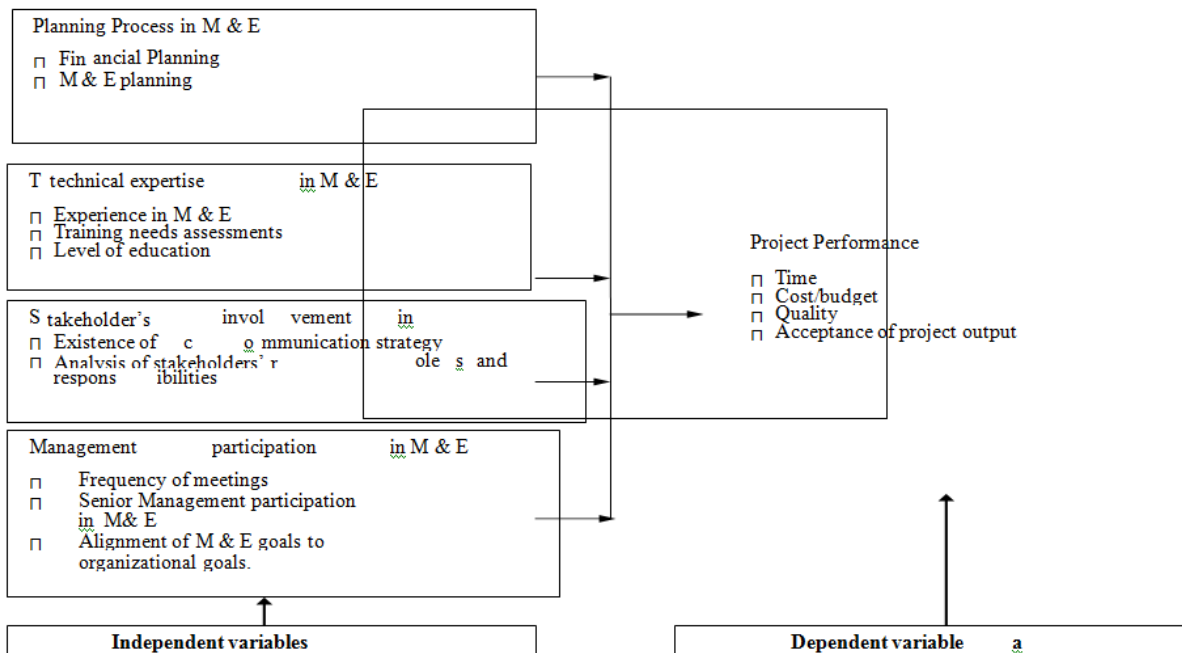 Planning Process in M & E
Fin ancial Planning
M & E planning
T technical expertise in M & E
Experience in M & E
Training needs assessments
Level of education
S takeholder's invol vement in
Existence of c o mmunication strategy
Analysis of stakeholders' r ole s and
respons ibilities
Management participation in M & E
Frequency of meetings
Senior Management participation
in M& E
Alignment of M & E goals to
organizational goals.
Project Performance
Time
Cost/budget
Quality
Acceptance of project output
Independent variables
Dependent variable a